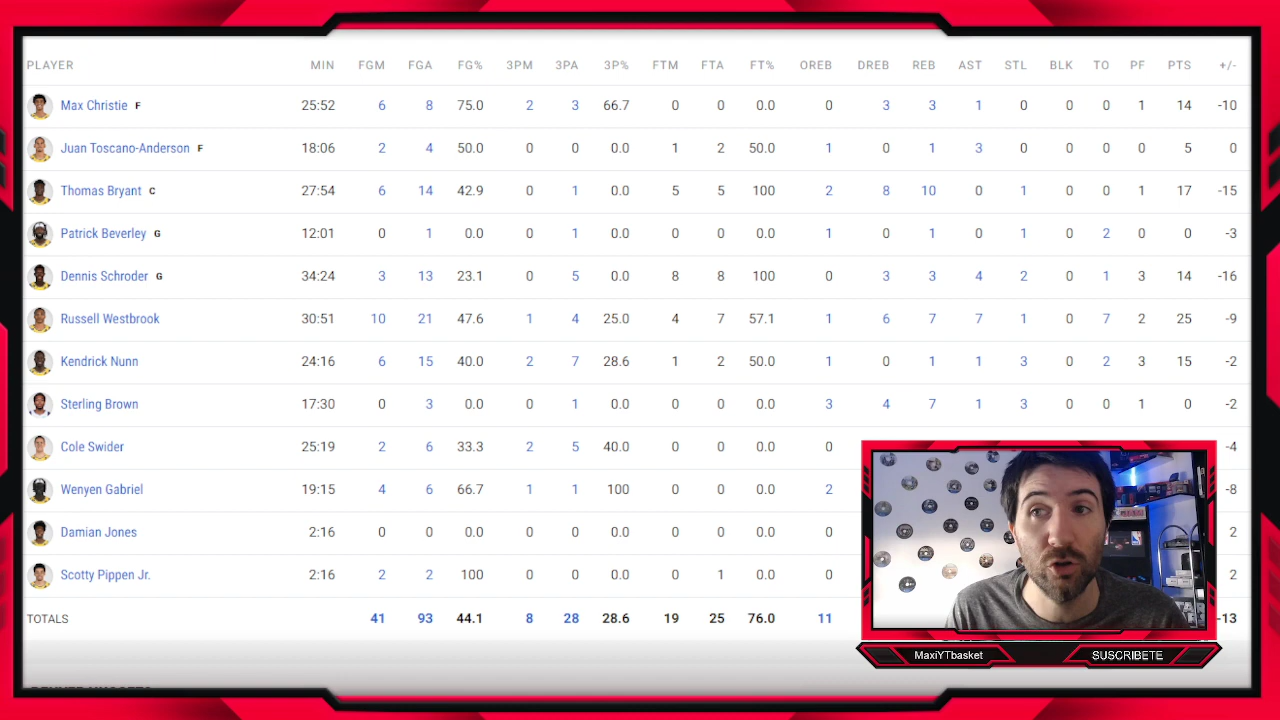 PLAYER MIN FGM FGA FG% 3PM 3PA 3P% FTM FTA FT% OREB DREB REB AST STL BLK TO PF PTS +/-
Max Christie F 25:52 6 8 75.0 2 3 66.7 0 0 0.0 0 3 3 1 0 0 0 1 14 -10
Juan Toscano-Anderson F 18:06 2 4 50.0 0 0 0.0 1 2 50.0 1 0 1 3 0 0 0 0 5 0
Thomas Bryant C 27:54 6 14 42.9 0 1 0.0 5 5 100 2 8 10 0 1 0 0 1 17 -15
Patrick Beverley G 12:01 0 1 0.0 0 1 0.0 0 0 0.0 1 0 1 0 1 0 2 0 0 -3
Dennis Schroder G 34:24 3 13 23.1 0 5 0.0 8 8 100 0 3 3 4 2 0 1 3 14 -16
Russell Westbrook 30:51 10 21 47.6 1 4 25.0 4 7 57.1 1 6 7 7 1 0 7 2 25 -9
Kendrick Nunn 24:16 6 15 40.0 2 7 28.6 1 2 50.0 1 0 1 1 3 0 2 3 15 -2
Sterling Brown 17:30 0 3 0.0 0 1 0.0 0 0 0.0 3 4 7 1 3 0 0 1 0 -2
Cole Swider 25:19 2 6 33.3 2 5 40.0 0 0 0.0 0 -4
Wenyen Gabriel 19:15 4 6 66.7 1 1 100 0 0 0.0 2 -8
Damian Jones 2:16 0 0 0.0 0 0 0.0 0 0 0.0 0 2
Scotty Pippen Jr. 2:16 2 2 100 0 0 0.0 0 1 0.0 0 2
TOTALS 41 93 44.1 8 28 28.6 19 25 76.0 11 -13
MaxiYTbasket SUSCRIBETE